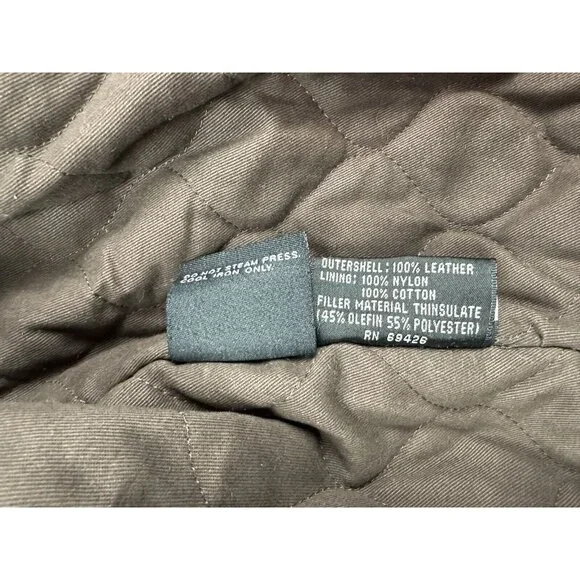 DO NOT STEAM PRESS.
COOL IRON ONLY.
OUTERSHELL: 100% LEATHER
LINING: 100% NYLON
100% COTTON
FILLER MATERIAL THINSULATE
(45% OLEFIN 55% POLYESTER)
RN 69426